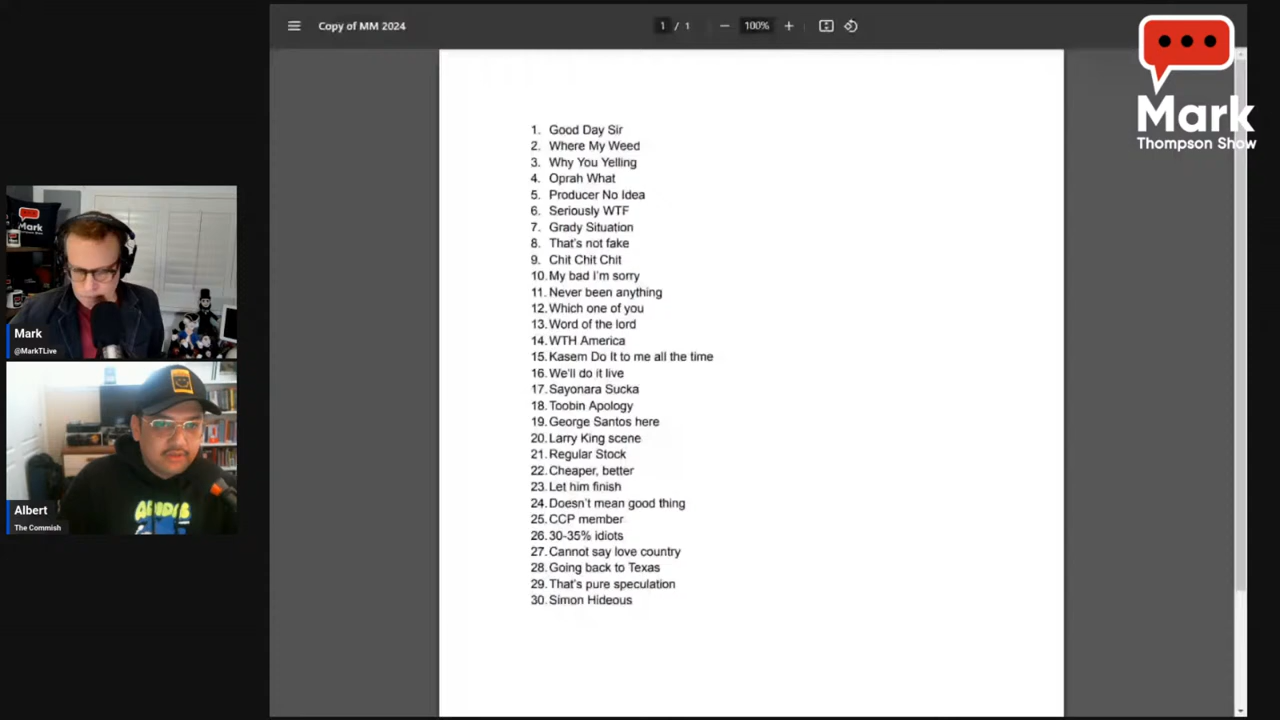 Copy of MM 2024
1 / 1
100%
Mark
Thompson Show
1. Good Day Sir
2. Where My Weed
3. Why You Yelling
4. Oprah What
5. Producer No Idea
6. Seriously WTF
7. Grady Situation
8. That's not fake
9. Chit Chit Chit
10. My bad I'm sorry
11. Never been anything
12. Which one of you
13. Word of the lord
14. WTH America
15. Kasem Do It to me all the time
16. We'll do it live
17. Sayonara Sucka
18. Toobin Apology
19. George Santos here
20. Larry King scene
21. Regular Stock
22. Cheaper, better
23. Let him finish
24. Doesn't mean good thing
25. CCP member
26. 30-35% idiots
27. Cannot say love country
28. Going back to Texas
29. That's pure speculation
30. Simon Hideous
Mark
Mark
@MarkTLive
Albert
The Commish